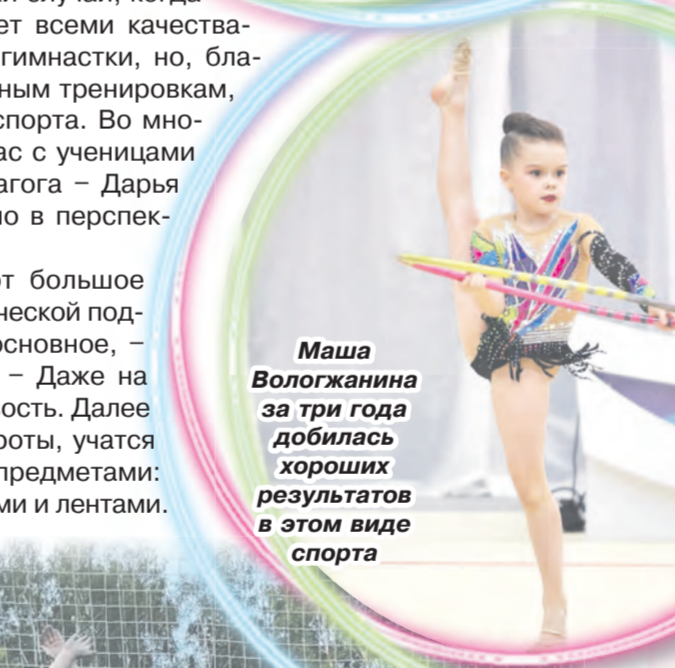 ет всеми качества-
гимнастки, но, бла-
ным тренировкам,
спорта. Во мно-
ас с ученицами
агога – Дарья
но в перспек-
от большое
ческой под-
основное, –
– Даже на
ость. Далее
роты, учатся
предметами:
ми и лентами.
Маша
Вологжанина
за три года
добилась
хороших
результатов
в этом виде
спорта